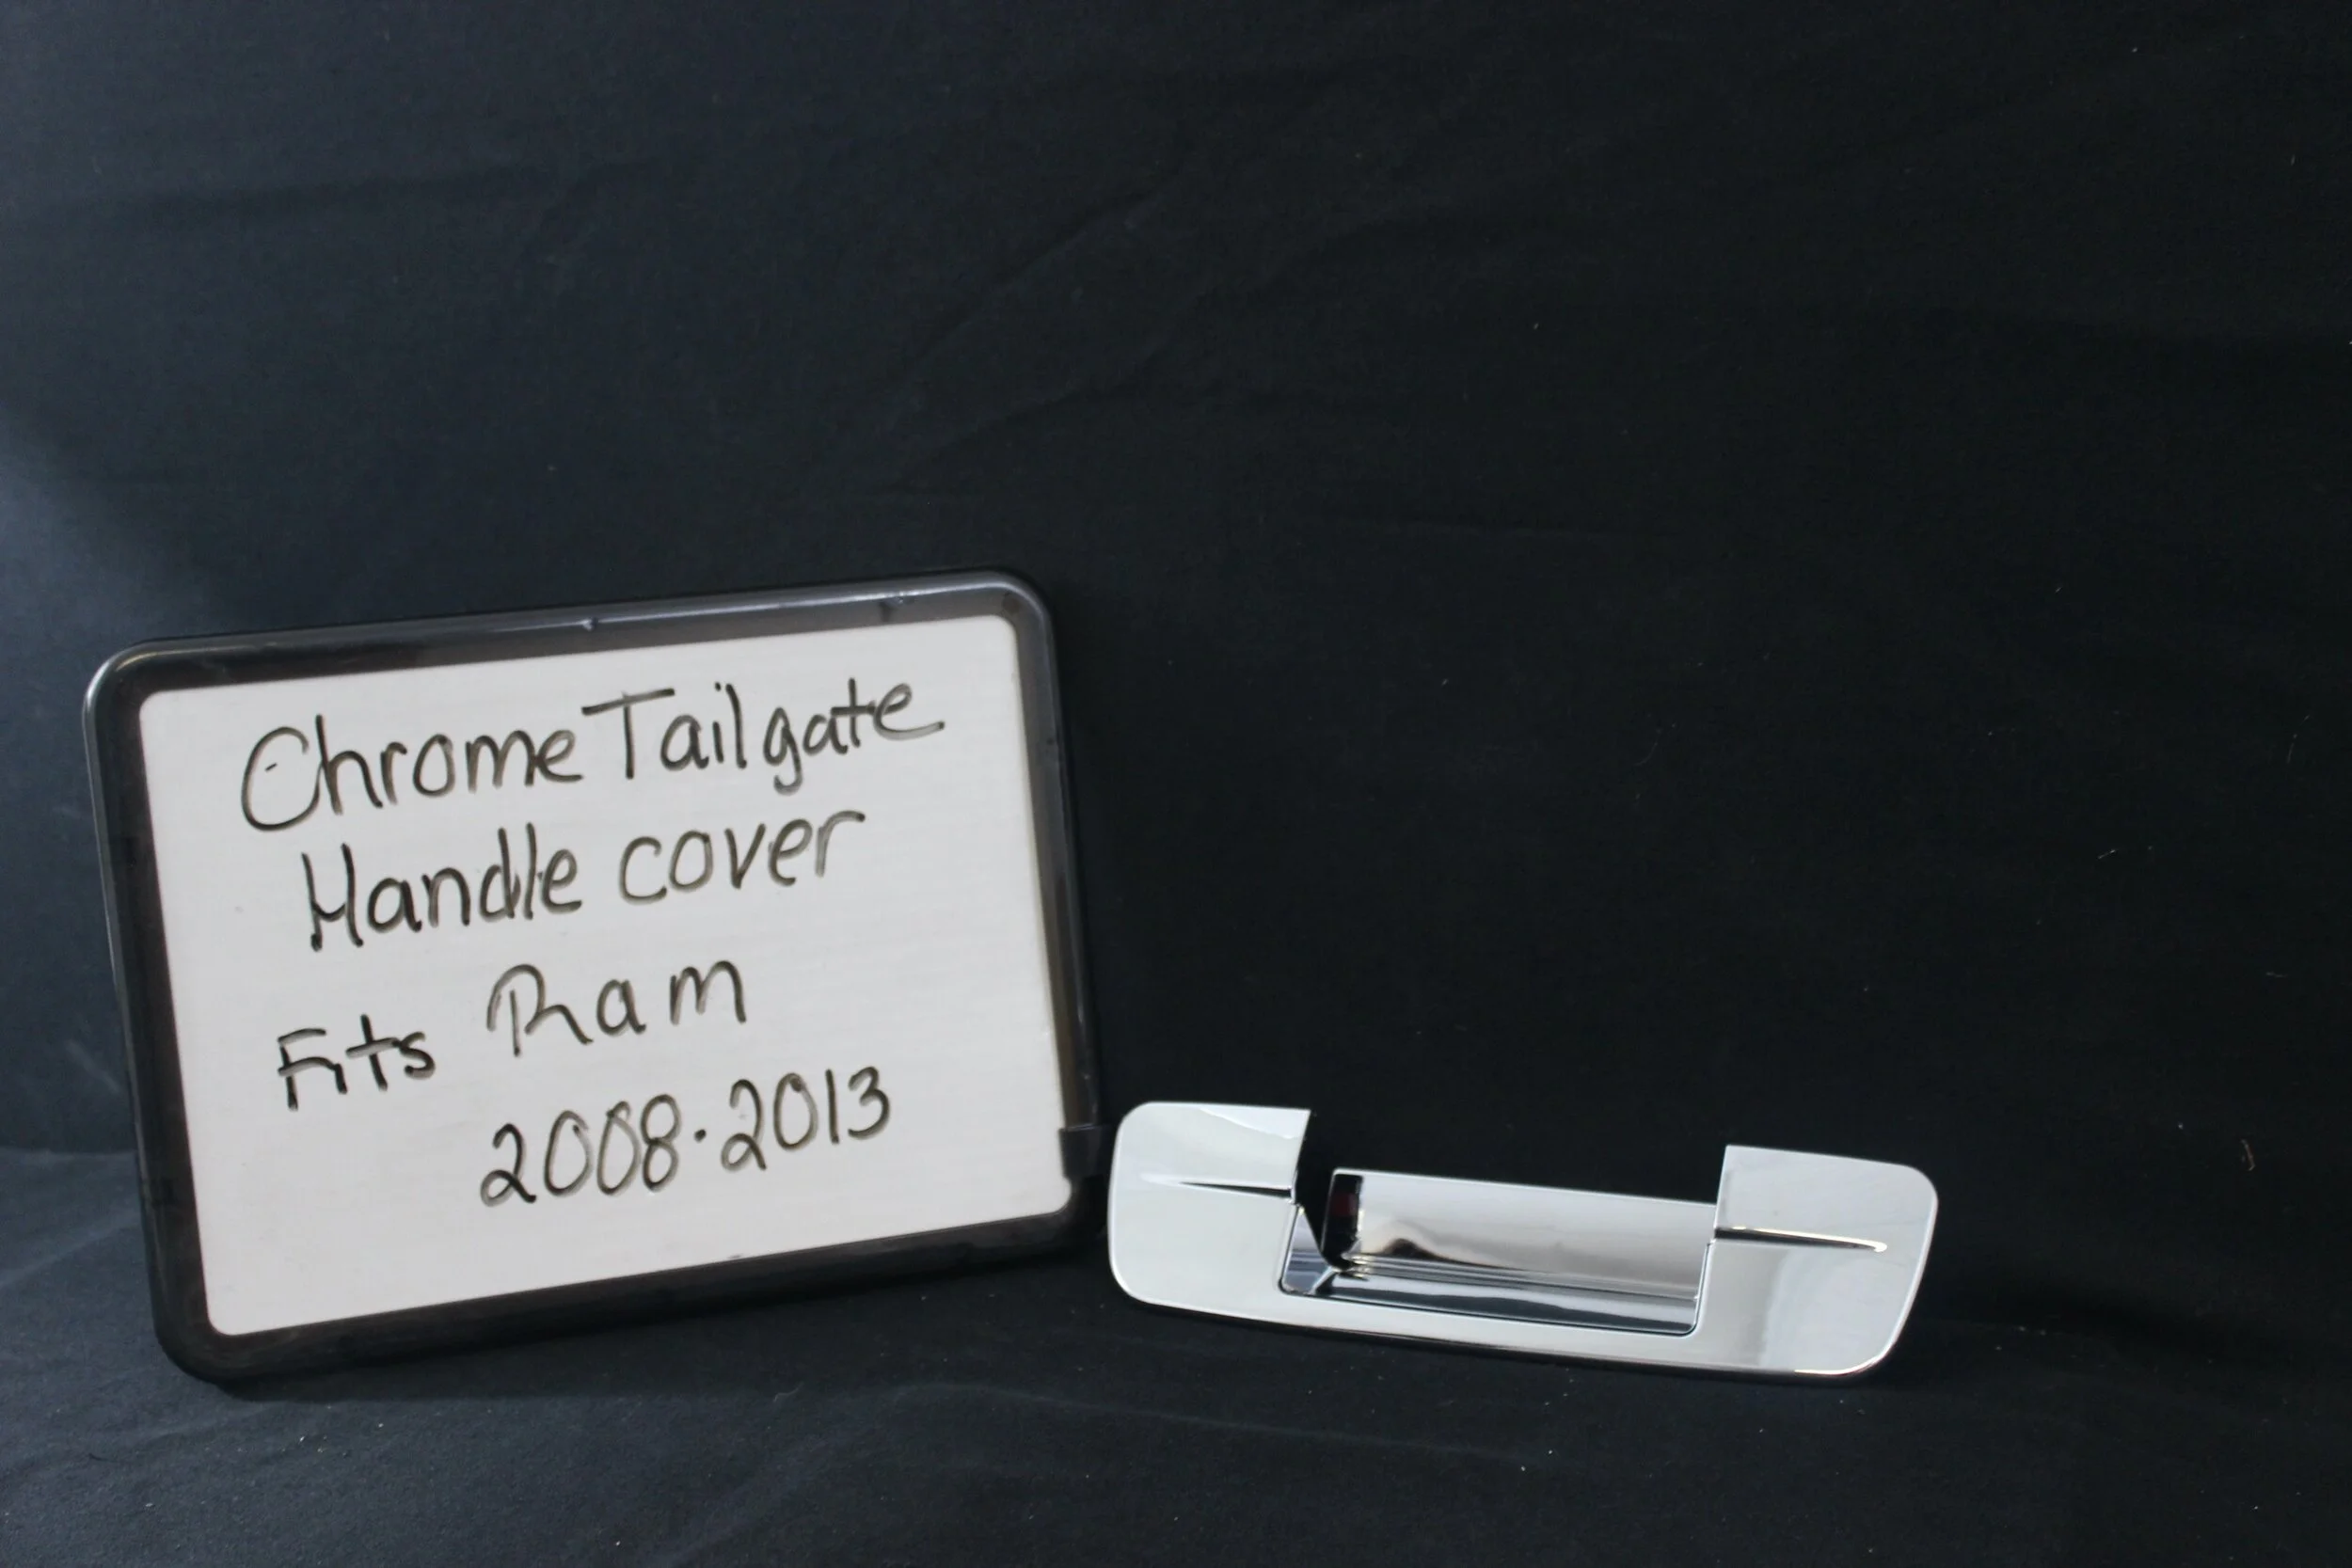 Chrome Tailgate
Handle cover
Fits Ram
2008-2013